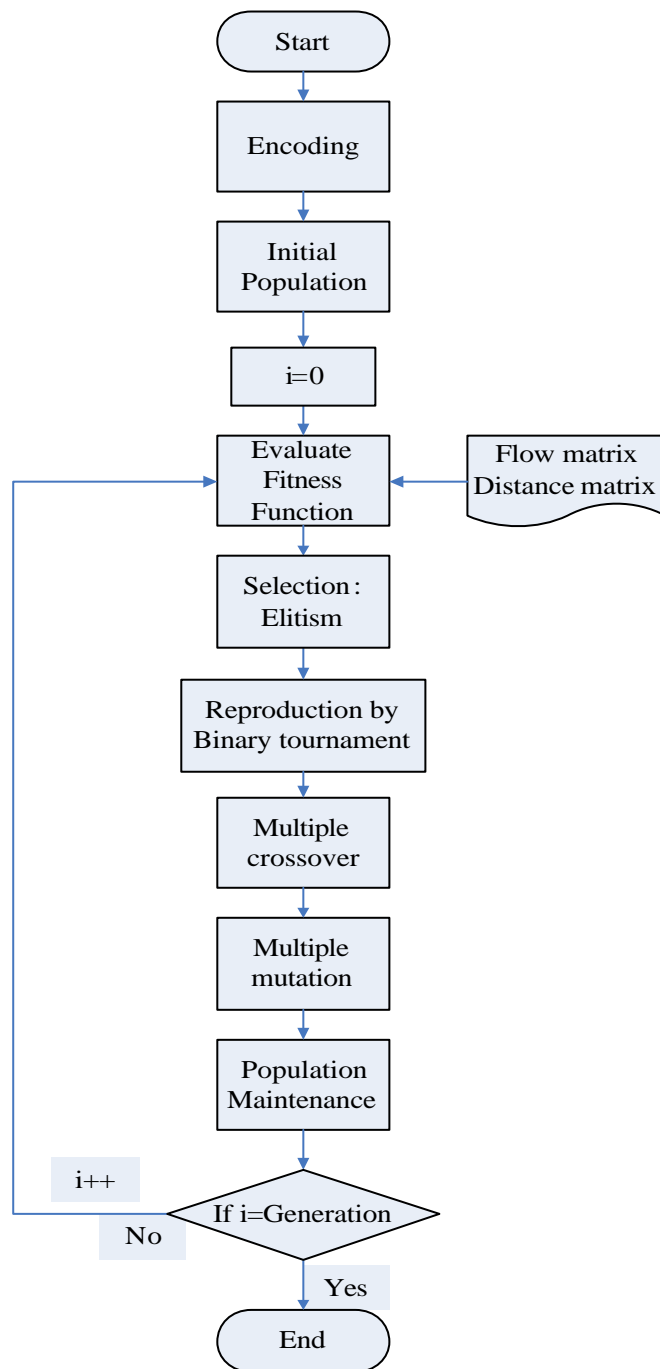 Start
Encoding
Initial
Population
i=0
Evaluate
Fitness
Function
Flow matrix
Distance matrix
Selection:
Elitism
Reproduction by
Binary tournament
Multiple
crossover
Multiple
mutation
Population
Maintenance
i++
If i=Generation
No
Yes
End